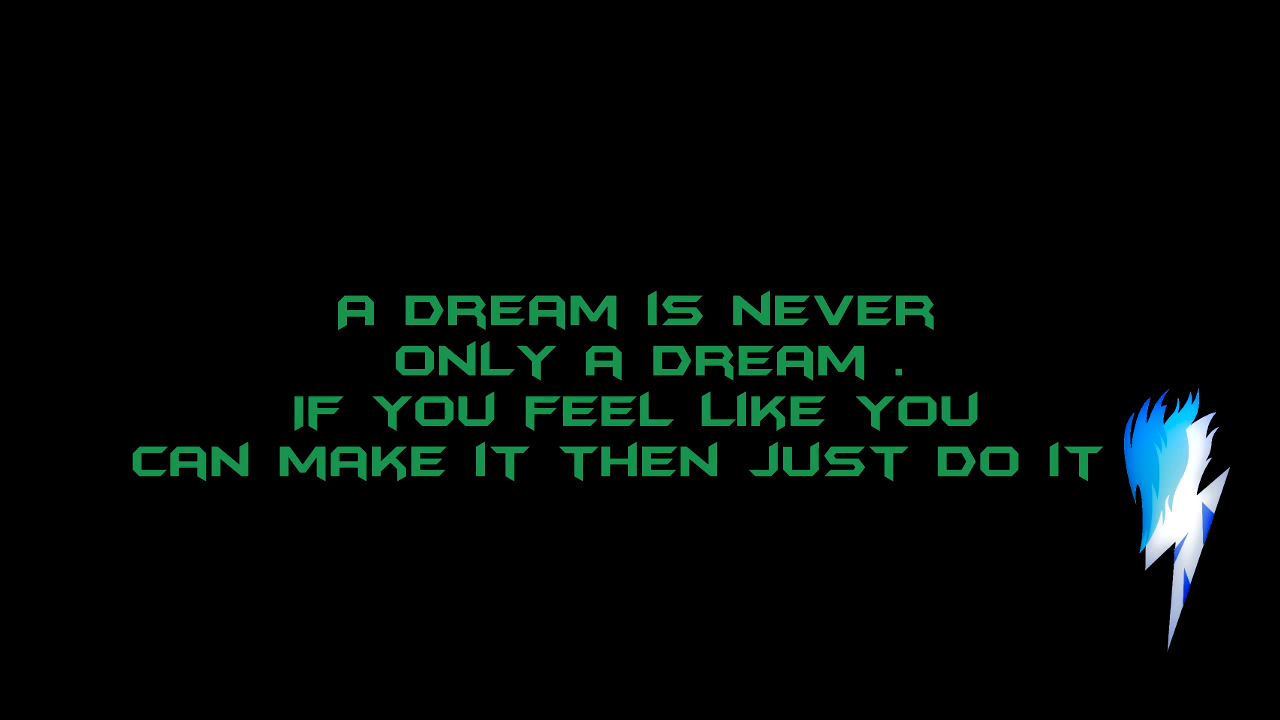 A DREAM IS NEVER
ONLY A DREAM .
IF YOU FEEL LIKE YOU
CAN MAKE IT THEN JUST DO IT